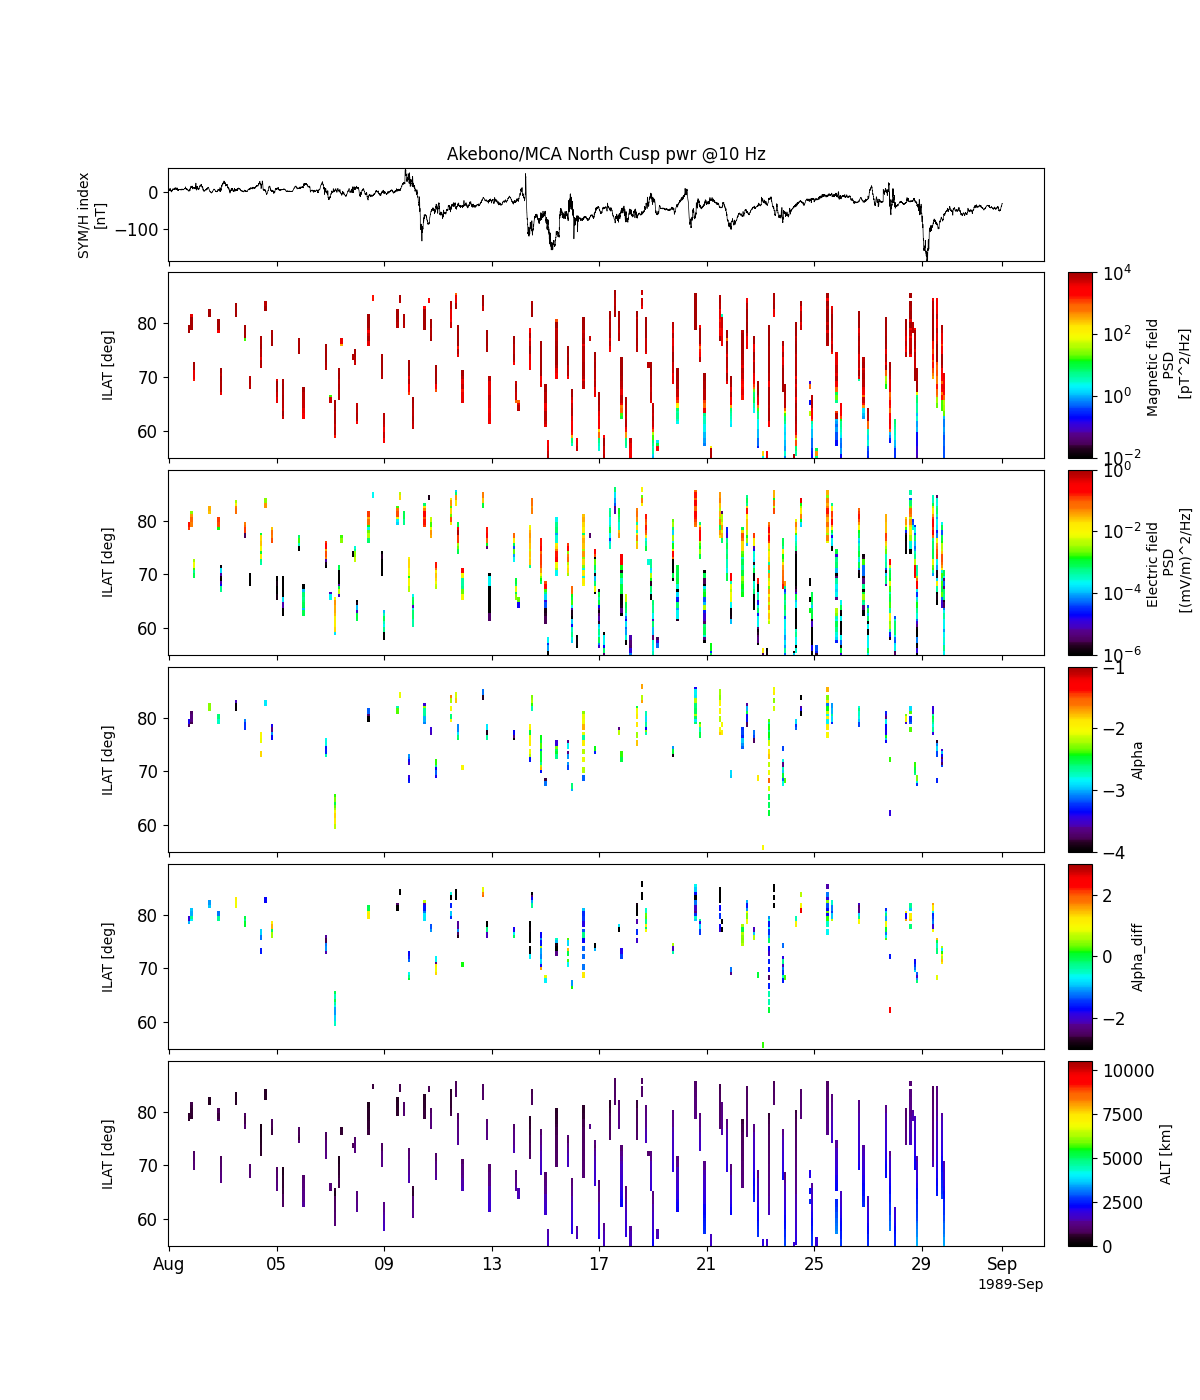 Akebono/MCA North Cusp pwr @10 Hz
SYM/H index
[nT]
0
−100
ILAT [deg]
80
70
60
10^4
10^2
10^0
10^−2
Magnetic field
PSD
[pT^2/Hz]
ILAT [deg]
80
70
60
10^0
10^−2
10^−4
10^−6
Electric field
PSD
[(mV/m)^2/Hz]
ILAT [deg]
80
70
60
−1
−2
−3
−4
Alpha
ILAT [deg]
80
70
60
2
0
−2
Alpha_diff
ILAT [deg]
80
70
60
10000
7500
5000
2500
0
ALT [km]
Aug 05 09 13 17 21 25 29 Sep
1989-Sep